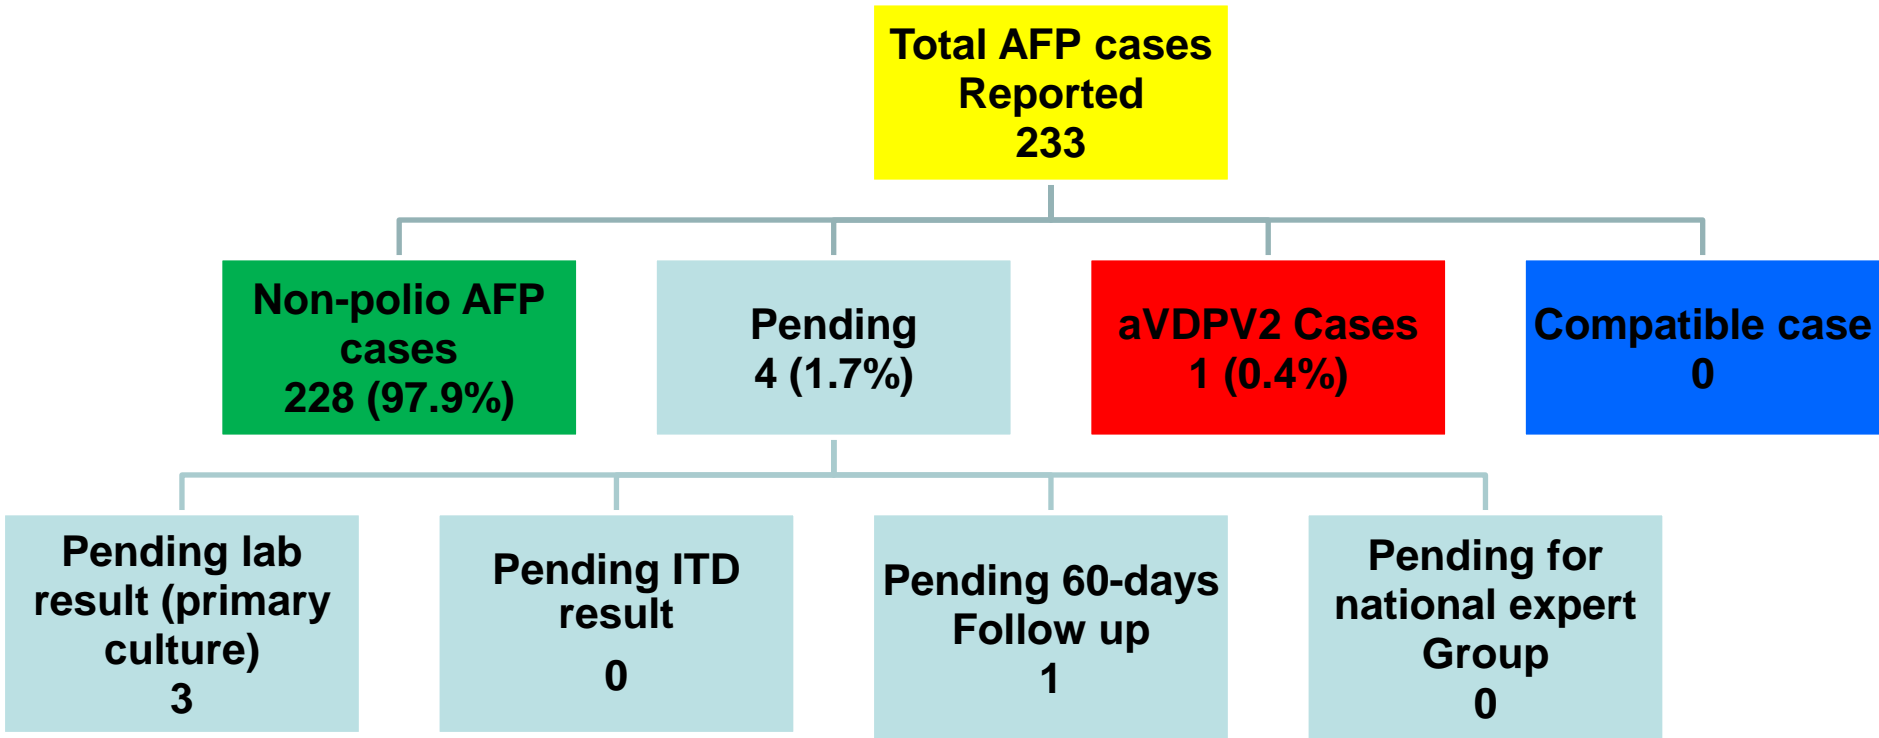 Total AFP cases
Reported
233
Non-polio AFP
cases
228 (97.9%)
Pending
4 (1.7%)
aVDPV2 Cases
1 (0.4%)
Compatible case
0
Pending lab
result (primary
culture)
3
Pending ITD
result
0
Pending 60-days
Follow up
1
Pending for
national expert
Group
0